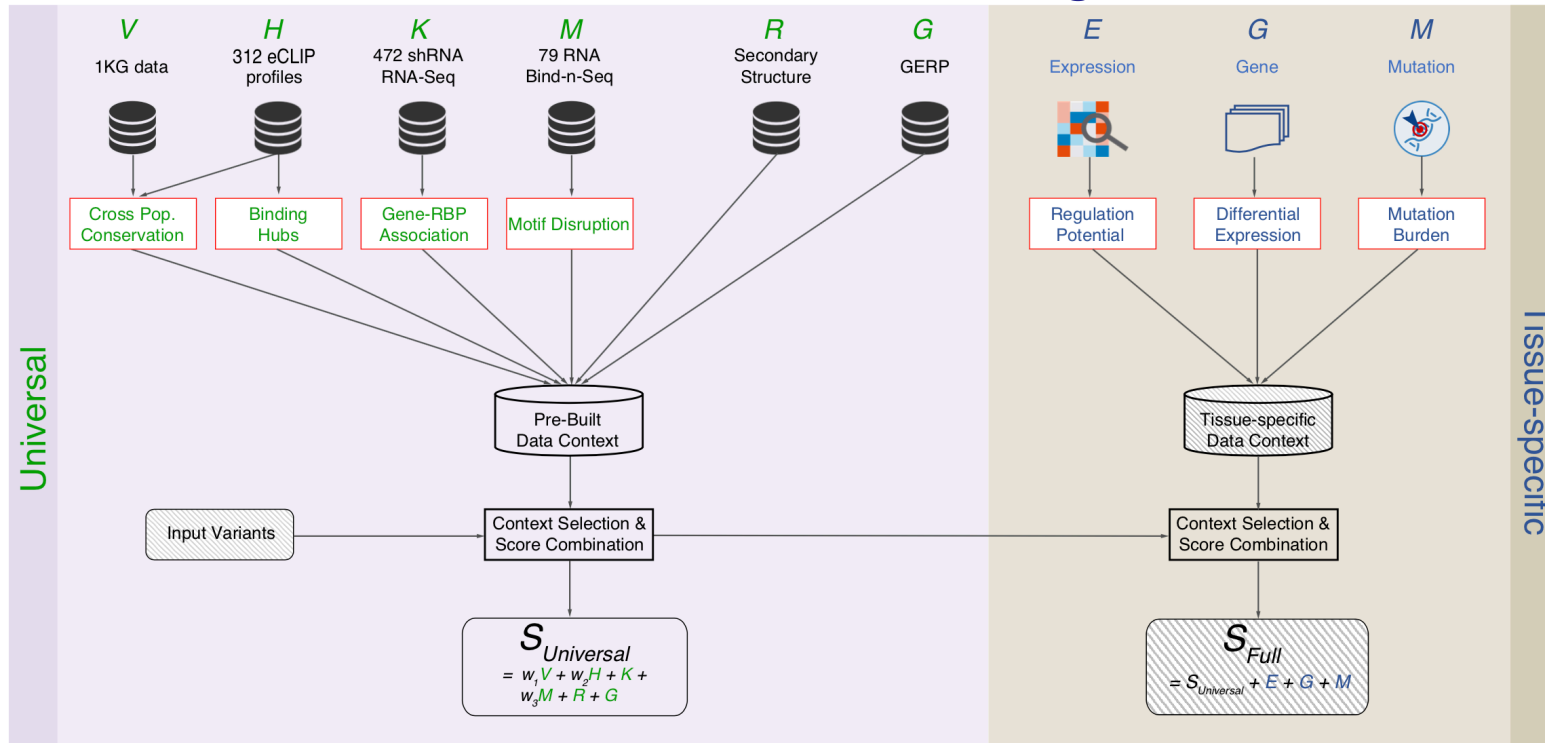 V
H
K
M
R
G
E
G
M
1KG data
312 eCLIP
profiles
472 shRNA
RNA-Seq
79 RNA
Bind-n-Seq
Secondary
Structure
GERP
Expression
Gene
Mutation
Cross Pop.
Conservation
Binding
Hubs
Gene-RBP
Association
Motif Disruption
Regulation
Potential
Differential
Expression
Mutation
Burden
Universal
Tissue-specific
Pre-Built
Data Context
Tissue-specific
Data Context
Input Variants
Context Selection &
Score Combination
Context Selection &
Score Combination
S Universal
= w1V + w2H + K +
w3M + R + G
S Full
= S Universal + E + G + M